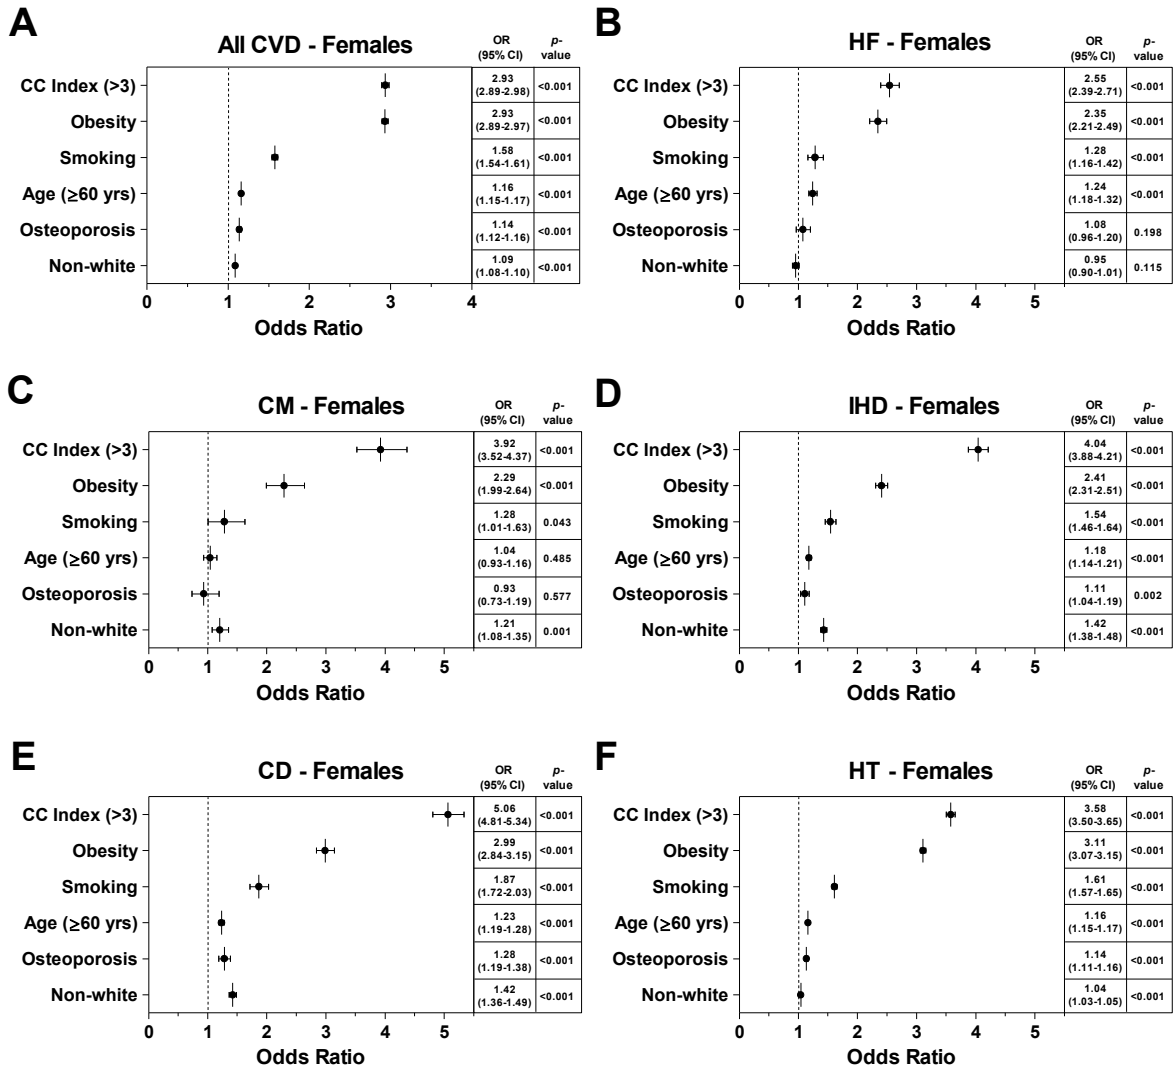 A
All CVD - Females
OR
(95% CI)
p-
value
CC Index (>3)
2.93
(2.89-2.98)
<0.001
Obesity
2.93
(2.89-2.97)
<0.001
Smoking
1.58
(1.54-1.61)
<0.001
Age (≥60 yrs)
1.16
(1.15-1.17)
<0.001
Osteoporosis
1.14
(1.12-1.16)
<0.001
Non-white
1.09
(1.08-1.10)
<0.001
0 1 2 3 4
Odds Ratio
B
HF - Females
OR
(95% CI)
p-
value
CC Index (>3)
2.55
(2.39-2.71)
<0.001
Obesity
2.35
(2.21-2.49)
<0.001
Smoking
1.28
(1.16-1.42)
<0.001
Age (≥60 yrs)
1.24
(1.18-1.32)
<0.001
Osteoporosis
1.08
(0.96-1.20)
0.198
Non-white
0.95
(0.90-1.01)
0.115
0 1 2 3 4 5
Odds Ratio
C
CM - Females
OR
(95% CI)
p-
value
CC Index (>3)
3.92
(3.52-4.37)
<0.001
Obesity
2.29
(1.99-2.64)
<0.001
Smoking
1.28
(1.01-1.63)
0.043
Age (≥60 yrs)
1.04
(0.93-1.16)
0.485
Osteoporosis
0.93
(0.73-1.19)
0.577
Non-white
1.21
(1.08-1.35)
0.001
0 1 2 3 4 5
Odds Ratio
D
IHD - Females
OR
(95% CI)
p-
value
CC Index (>3)
4.04
(3.88-4.21)
<0.001
Obesity
2.41
(2.31-2.51)
<0.001
Smoking
1.54
(1.46-1.64)
<0.001
Age (≥60 yrs)
1.18
(1.14-1.21)
<0.001
Osteoporosis
1.11
(1.04-1.19)
0.002
Non-white
1.42
(1.38-1.48)
<0.001
0 1 2 3 4 5
Odds Ratio
E
CD - Females
OR
(95% CI)
p-
value
CC Index (>3)
5.06
(4.81-5.34)
<0.001
Obesity
2.99
(2.84-3.15)
<0.001
Smoking
1.87
(1.72-2.03)
<0.001
Age (≥60 yrs)
1.23
(1.19-1.28)
<0.001
Osteoporosis
1.28
(1.19-1.38)
<0.001
Non-white
1.42
(1.36-1.49)
<0.001
0 1 2 3 4 5
Odds Ratio
F
HT - Females
OR
(95% CI)
p-
value
CC Index (>3)
3.58
(3.50-3.65)
<0.001
Obesity
3.11
(3.07-3.15)
<0.001
Smoking
1.61
(1.57-1.65)
<0.001
Age (≥60 yrs)
1.16
(1.15-1.17)
<0.001
Osteoporosis
1.14
(1.11-1.16)
<0.001
Non-white
1.04
(1.03-1.05)
<0.001
0 1 2 3 4 5
Odds Ratio